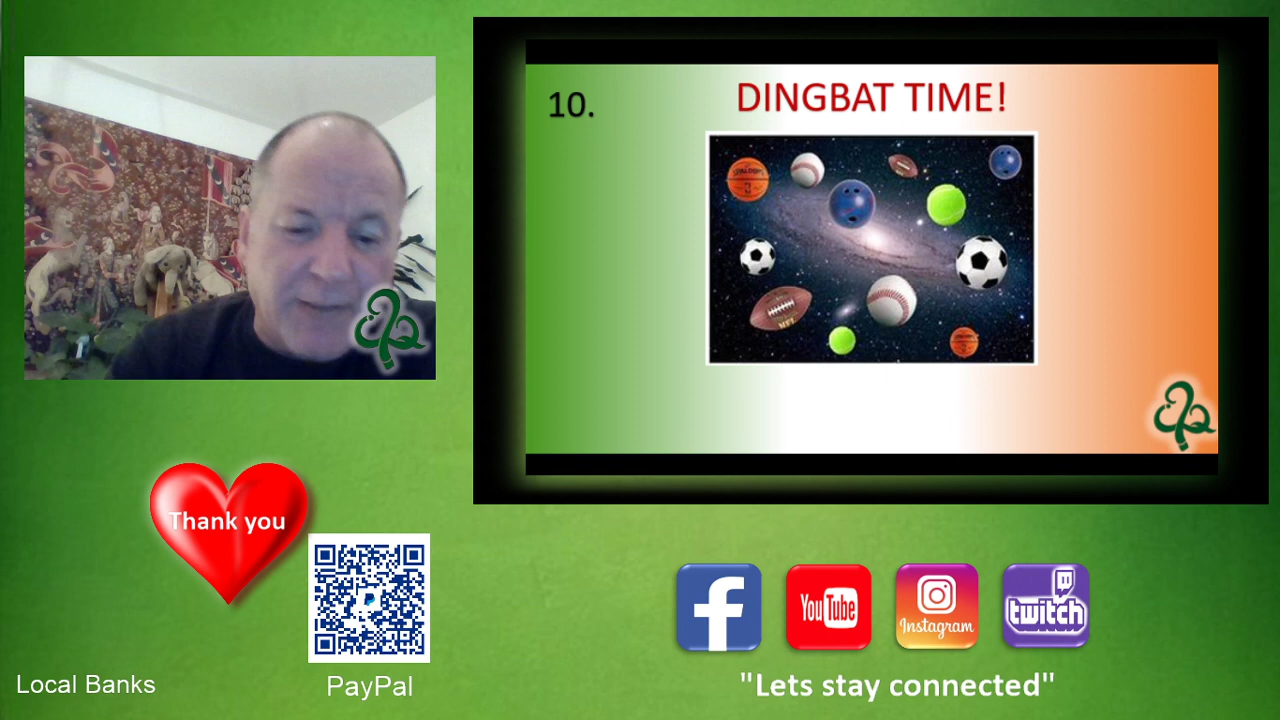 10.
DINGBAT TIME!
SPALDING
NFL
Thank you
You Tube
Instagram
twitch
Local Banks
PayPal
"Lets stay connected"